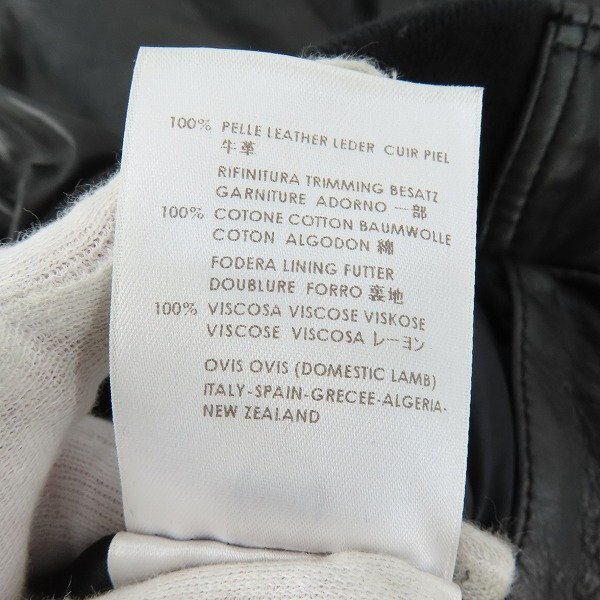 100% PELLE LEATHER LEDER CUIR PIEL
牛革
RIFINITURA TRIMMING BESATZ
GARNITURE ADORNO 一部
100% COTONE COTTON BAUMWOLLE
COTON ALGODON 綿
FODERA LINING FUTTER
DOUBLURE FORRO 裏地
100% VISCOSA VISCOSE VISKOSE
VISCOSE VISCOSA レーヨン
OVIS OVIS (DOMESTIC LAMB)
ITALY-SPAIN-GRECEE-ALGERIA-
NEW ZEALAND